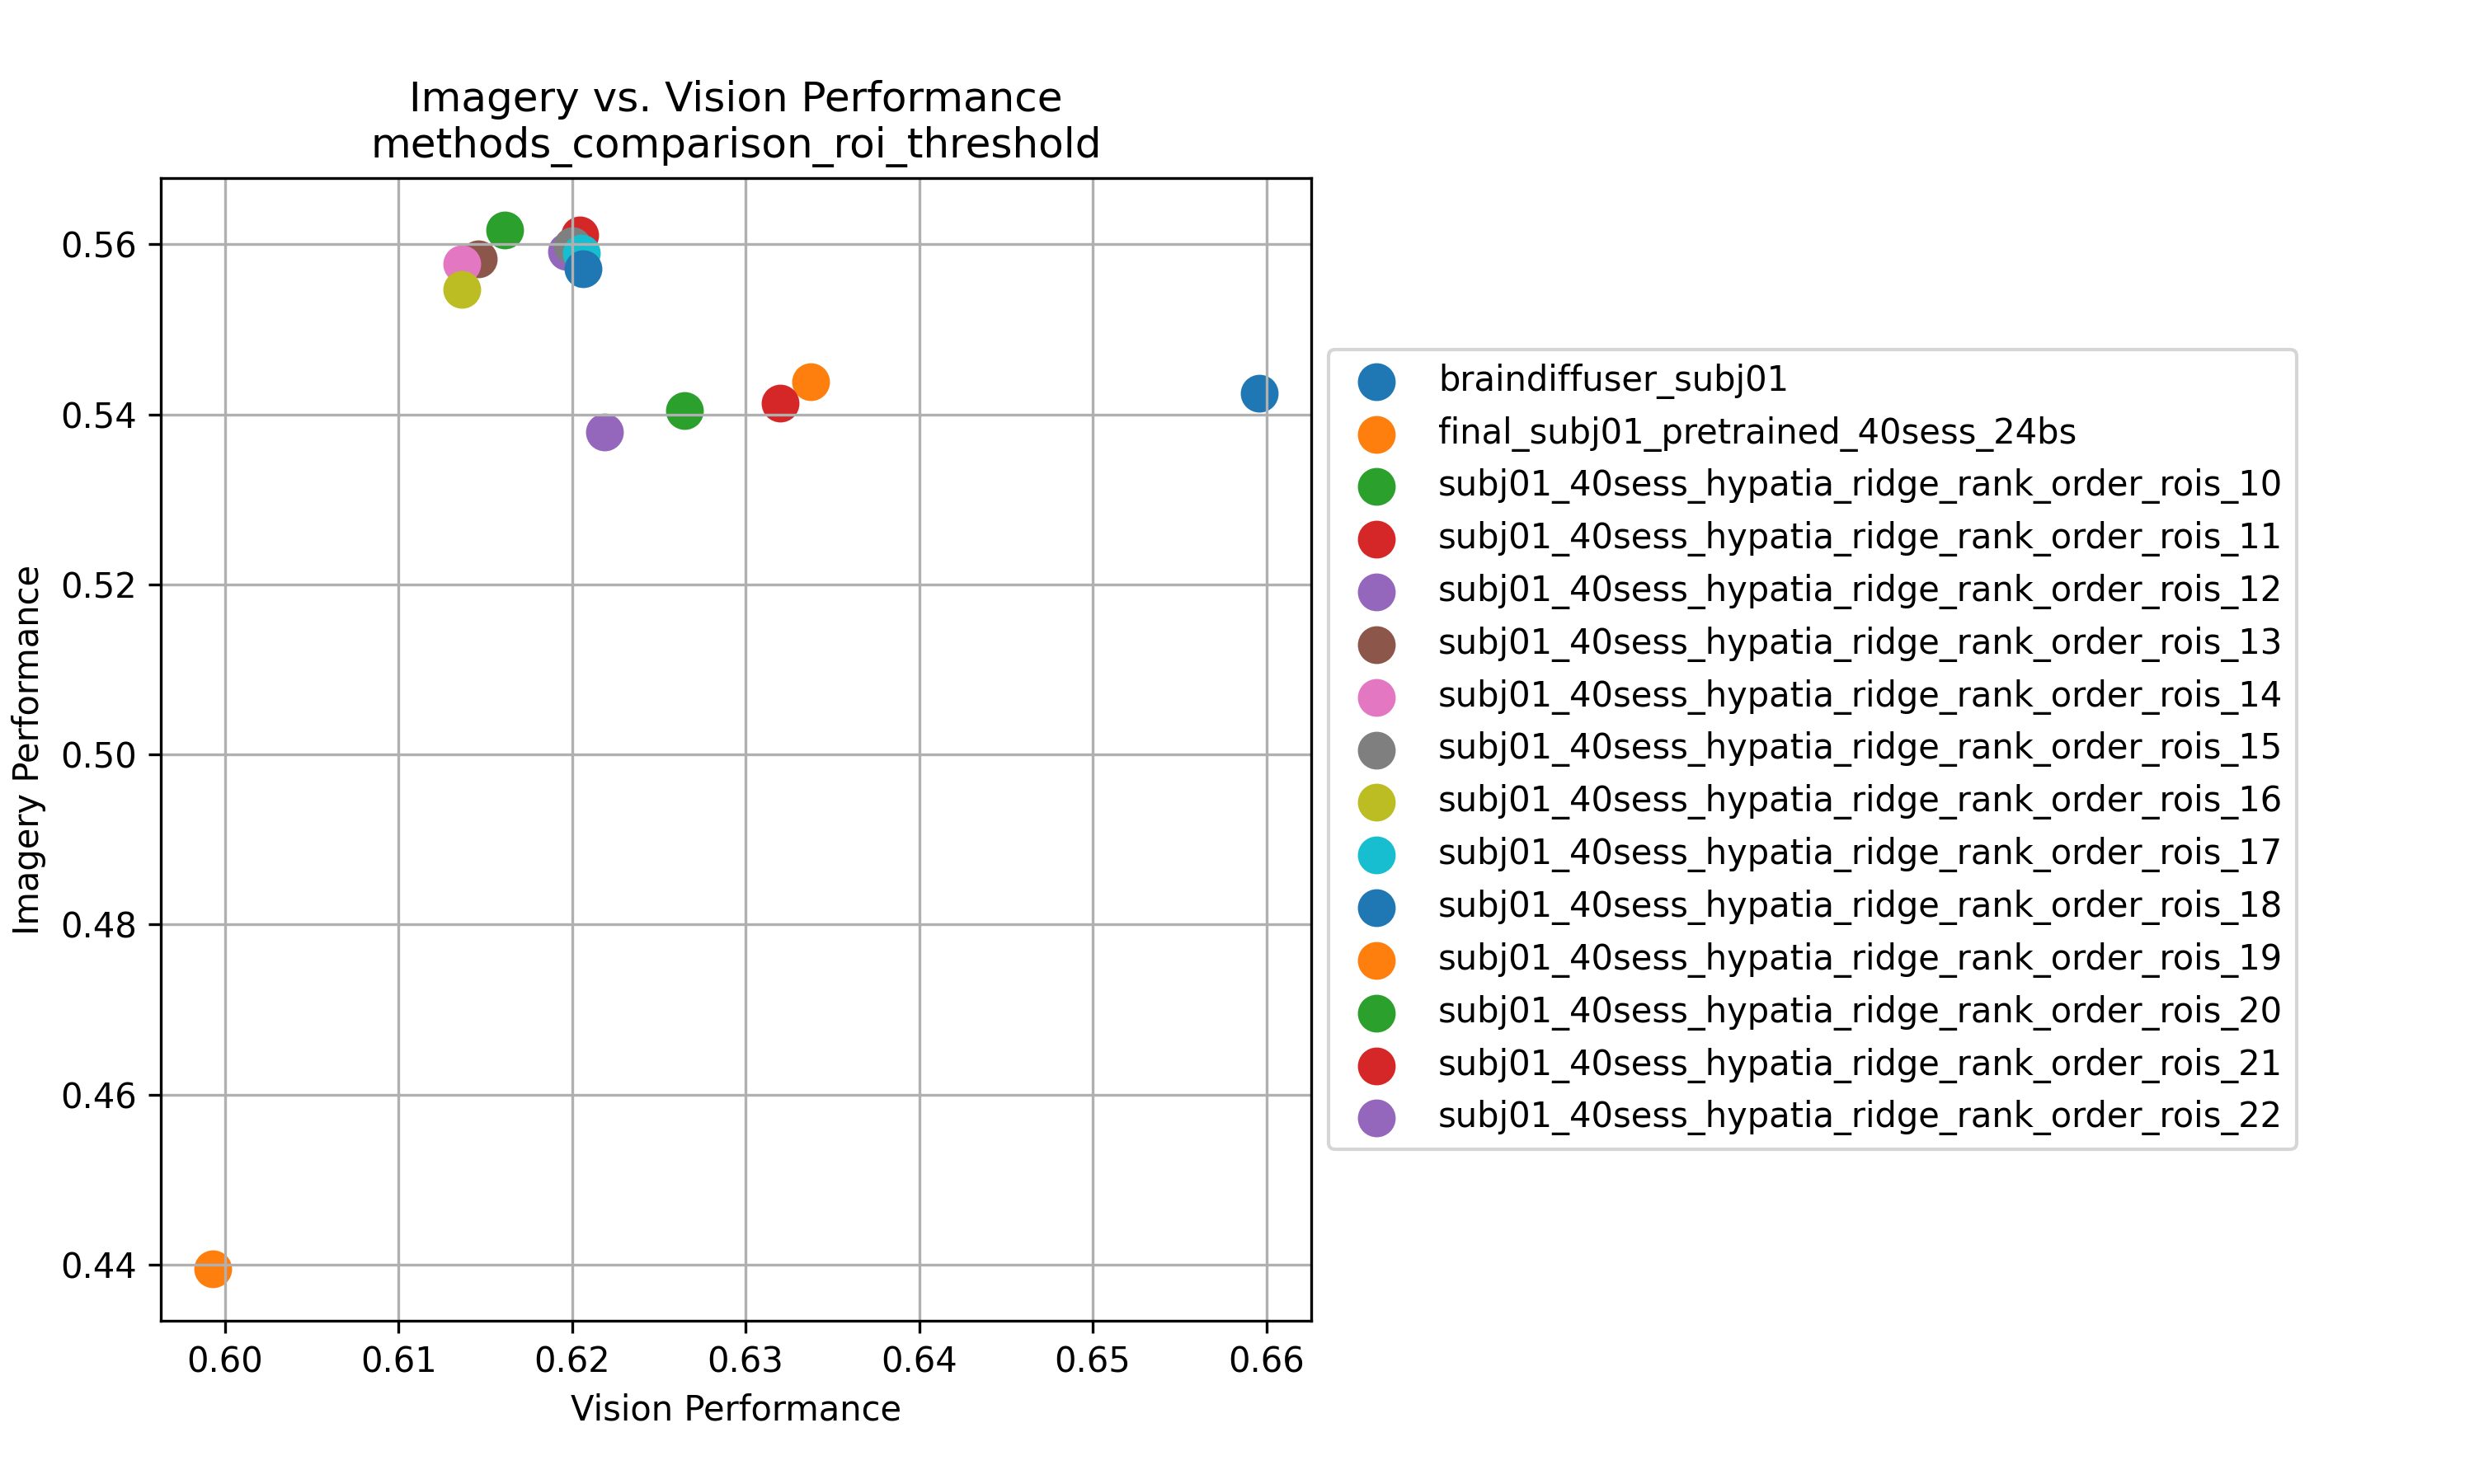 Imagery vs. Vision Performance
methods_comparison_roi_threshold
Imagery Performance
0.56
0.54
0.52
0.50
0.48
0.46
0.44
0.60 0.61 0.62 0.63 0.64 0.65 0.66
Vision Performance
braindiffuser_subj01
final_subj01_pretrained_40sess_24bs
subj01_40sess_hypatia_ridge_rank_order_rois_10
subj01_40sess_hypatia_ridge_rank_order_rois_11
subj01_40sess_hypatia_ridge_rank_order_rois_12
subj01_40sess_hypatia_ridge_rank_order_rois_13
subj01_40sess_hypatia_ridge_rank_order_rois_14
subj01_40sess_hypatia_ridge_rank_order_rois_15
subj01_40sess_hypatia_ridge_rank_order_rois_16
subj01_40sess_hypatia_ridge_rank_order_rois_17
subj01_40sess_hypatia_ridge_rank_order_rois_18
subj01_40sess_hypatia_ridge_rank_order_rois_19
subj01_40sess_hypatia_ridge_rank_order_rois_20
subj01_40sess_hypatia_ridge_rank_order_rois_21
subj01_40sess_hypatia_ridge_rank_order_rois_22